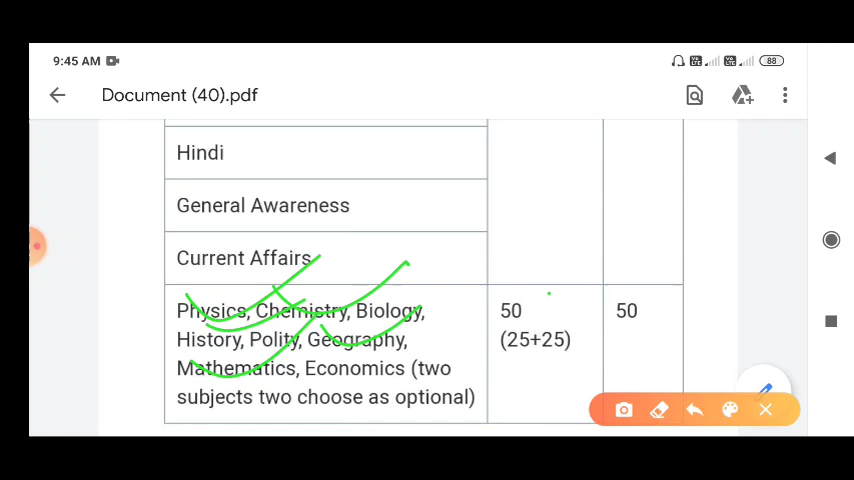 9:45 AM
88
Document (40).pdf
Hindi
General Awareness
Current Affairs
Physics, Chemistry, Biology,
History, Polity, Geography,
Mathematics, Economics (two
subjects two choose as optional)
50
(25+25)
50